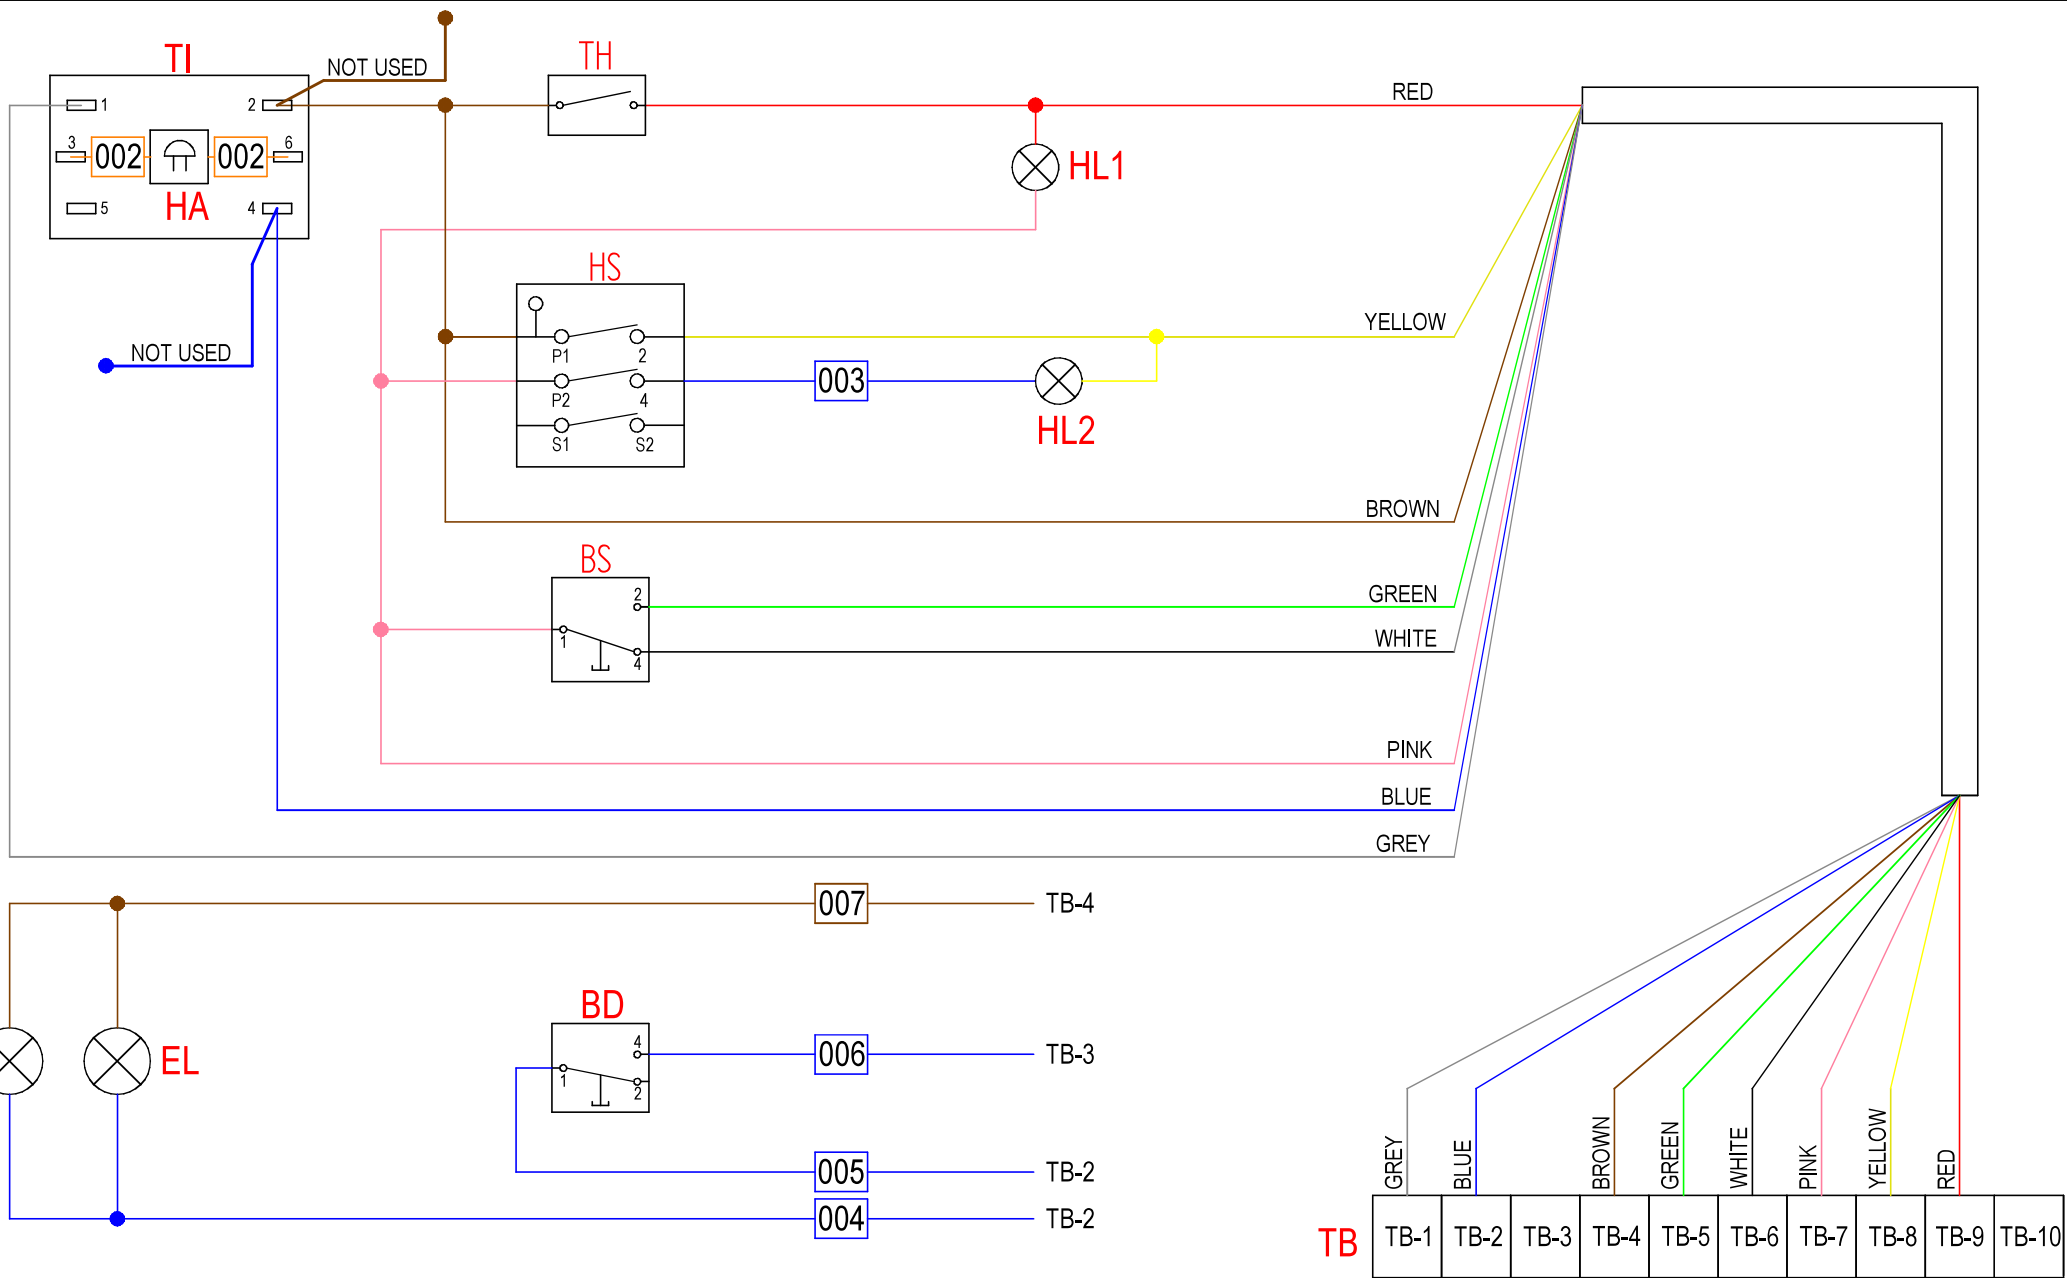 TI
NOT USED
TH
RED
1
2
3
002
002
6
HA
5
4
HL1
HS
NOT USED
YELLOW
P1
2
003
P2
4
HL2
S1
S2
BROWN
BS
2
GREEN
1
WHITE
4
PINK
BLUE
GREY
007
TB-4
BD
4
006
TB-3
EL
1
2
005
TB-2
004
TB-2
GREY
BLUE
BROWN
GREEN
WHITE
PINK
YELLOW
RED
TB
TB-1
TB-2
TB-3
TB-4
TB-5
TB-6
TB-7
TB-8
TB-9
TB-10